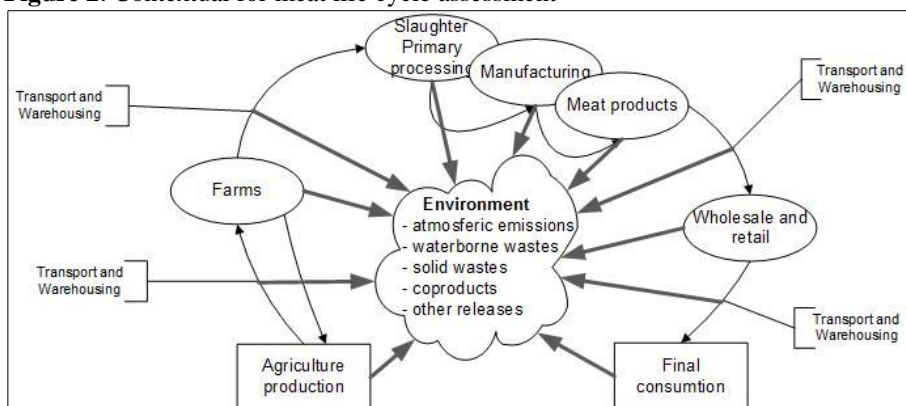 Figure 2: Contextual for meat life cycle assessment
Slaughter
Primary
processing
Manufacturing
Meat products
Transport and
Warehousing
Transport and
Warehousing
Farms
Environment
- atmosferic emissions
- waterborne wastes
- solid wastes
- coproducts
- other releases
Wholesale and
retail
Transport and
Warehousing
Transport and
Warehousing
Agriculture
production
Final
consumtion